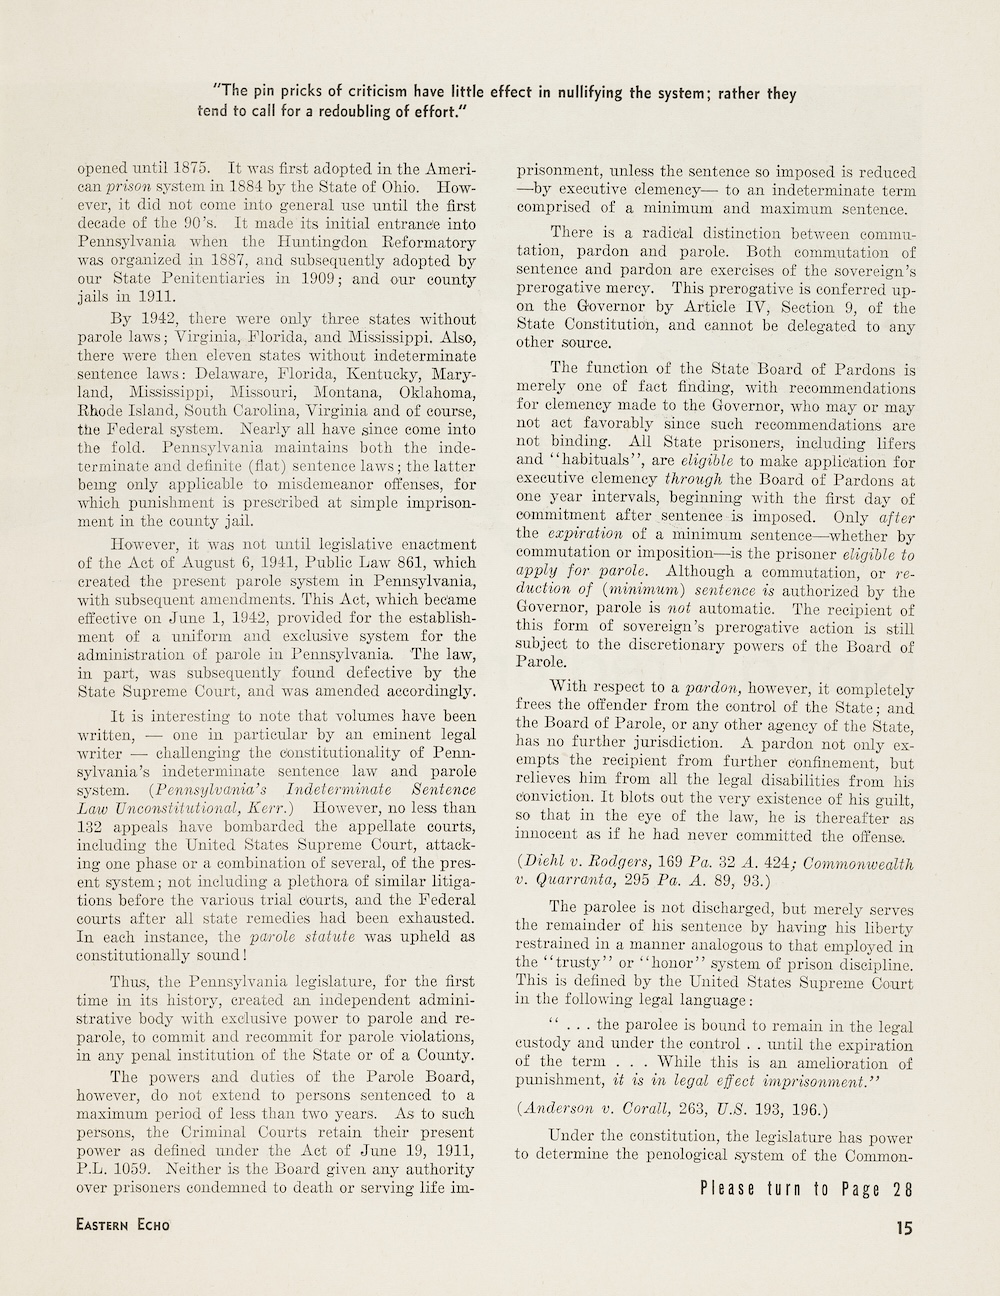 "The pin pricks of criticism have little effect in nullifying the system; rather they
tend to call for a redoubling of effort."
opened until 1875. It was first adopted in the Ameri-
can prison system in 1884 by the State of Ohio. How-
ever, it did not come into general use until the first
decade of the 90's. It made its initial entrance into
Pennsylvania when the Huntingdon Reformatory
was organized in 1887, and subsequently adopted by
our State Penitentiaries in 1909; and our county
jails in 1911.
By 1942, there were only three states without
parole laws; Virginia, Florida, and Mississippi. Also,
there were then eleven states without indeterminate
sentence laws: Delaware, Florida, Kentucky, Mary-
land, Mississippi, Missouri, Montana, Oklahoma,
Rhode Island, South Carolina, Virginia and of course,
the Federal system. Nearly all have since come into
the fold. Pennsylvania maintains both the inde-
terminate and definite (flat) sentence laws; the latter
being only applicable to misdemeanor offenses, for
which punishment is prescribed at simple imprison-
ment in the county jail.
However, it was not until legislative enactment
of the Act of August 6, 1941, Public Law 861, which
created the present parole system in Pennsylvania,
with subsequent amendments. This Act, which became
effective on June 1, 1942, provided for the establish-
ment of a uniform and exclusive system for the
administration of parole in Pennsylvania. The law,
in part, was subsequently found defective by the
State Supreme Court, and was amended accordingly.
It is interesting to note that volumes have been
written, — one in particular by an eminent legal
writer — challenging the constitutionality of Penn-
sylvania's indeterminate sentence law and parole
system. (Pennsylvania's Indeterminate Sentence
Law Unconstitutional, Kerr.) However, no less than
132 appeals have bombarded the appellate courts,
including the United States Supreme Court, attack-
ing one phase or a combination of several, of the pres-
ent system; not including a plethora of similar litiga-
tions before the various trial courts, and the Federal
courts after all state remedies had been exhausted.
In each instance, the parole statute was upheld as
constitutionally sound!
Thus, the Pennsylvania legislature, for the first
time in its history, created an independent admini-
strative body with exclusive power to parole and re-
parole, to commit and recommit for parole violations,
in any penal institution of the State or of a County.
The powers and duties of the Parole Board,
however, do not extend to persons sentenced to a
maximum period of less than two years. As to such
persons, the Criminal Courts retain their present
power as defined under the Act of June 19, 1911,
P.L. 1059. Neither is the Board given any authority
over prisoners condemned to death or serving life im-
prisonment, unless the sentence so imposed is reduced
—by executive clemency— to an indeterminate term
comprised of a minimum and maximum sentence.
There is a radical distinction between commu-
tation, pardon and parole. Both commutation of
sentence and pardon are exercises of the sovereign's
prerogative mercy. This prerogative is conferred up-
on the Governor by Article IV, Section 9, of the
State Constitution, and cannot be delegated to any
other source.
The function of the State Board of Pardons is
merely one of fact finding, with recommendations
for clemency made to the Governor, who may or may
not act favorably since such recommendations are
not binding. All State prisoners, including lifers
and "habituals", are eligible to make application for
executive clemency through the Board of Pardons at
one year intervals, beginning with the first day of
commitment after sentence is imposed. Only after
the expiration of a minimum sentence—whether by
commutation or imposition—is the prisoner eligible to
apply for parole. Although a commutation, or re-
duction of (minimum) sentence is authorized by the
Governor, parole is not automatic. The recipient of
this form of sovereign's prerogative action is still
subject to the discretionary powers of the Board of
Parole.
With respect to a pardon, however, it completely
frees the offender from the control of the State; and
the Board of Parole, or any other agency of the State,
has no further jurisdiction. A pardon not only ex-
empts the recipient from further confinement, but
relieves him from all the legal disabilities from his
conviction. It blots out the very existence of his guilt,
so that in the eye of the law, he is thereafter as
innocent as if he had never committed the offense.
(Diehl v. Rodgers, 169 Pa. 32 A. 424; Commonwealth
v. Quarranta, 295 Pa. A. 89, 93.)
The parolee is not discharged, but merely serves
the remainder of his sentence by having his liberty
restrained in a manner analogous to that employed in
the "trusty" or "honor" system of prison discipline.
This is defined by the United States Supreme Court
in the following legal language:
" . . . the parolee is bound to remain in the legal
custody and under the control . . until the expiration
of the term . . . While this is an amelioration of
punishment, it is in legal effect imprisonment."
(Anderson v. Corall, 263, U.S. 193, 196.)
Under the constitution, the legislature has power
to determine the penological system of the Common-
Please turn to Page 28
EASTERN ECHO
15